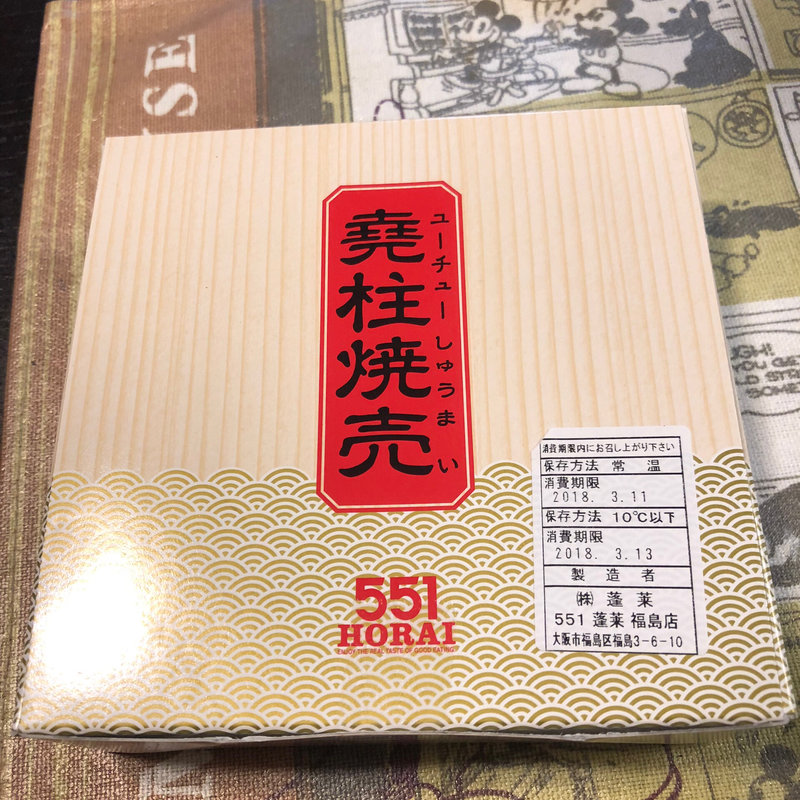 堯柱焼売
ユーチューしゅうまい
551
HORAI
ENJOY THE REAL TASTE OF GOOD EATING
消費期限内にお召し上がり下さい
保存方法 常 温
消費期限
2018. 3.11
保存方法 10℃以下
消費期限
2018. 3.13
製 造 者
㈱ 蓬 莱
551 蓬莱 福島店
大阪市福島区福島3-6-10